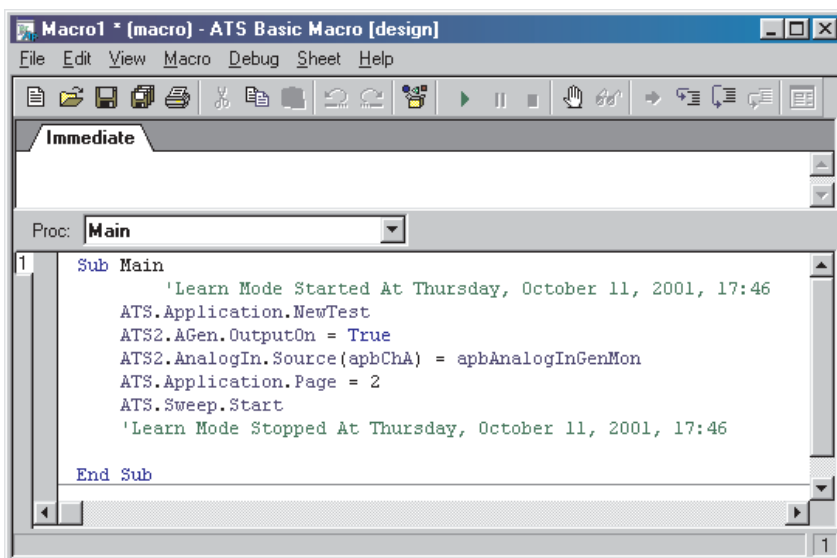 Macro1 * (macro) - ATS Basic Macro [design]
File Edit View Macro Debug Sheet Help
Immediate
Proc: Main
1
Sub Main
'Learn Mode Started At Thursday, October 11, 2001, 17:46
ATS.Application.NewTest
ATS2.AGen.OutputOn = True
ATS2.AnalogIn.Source(apbChA) = apbAnalogInGenMon
ATS.Application.Page = 2
ATS.Sweep.Start
'Learn Mode Stopped At Thursday, October 11, 2001, 17:46
End Sub
1